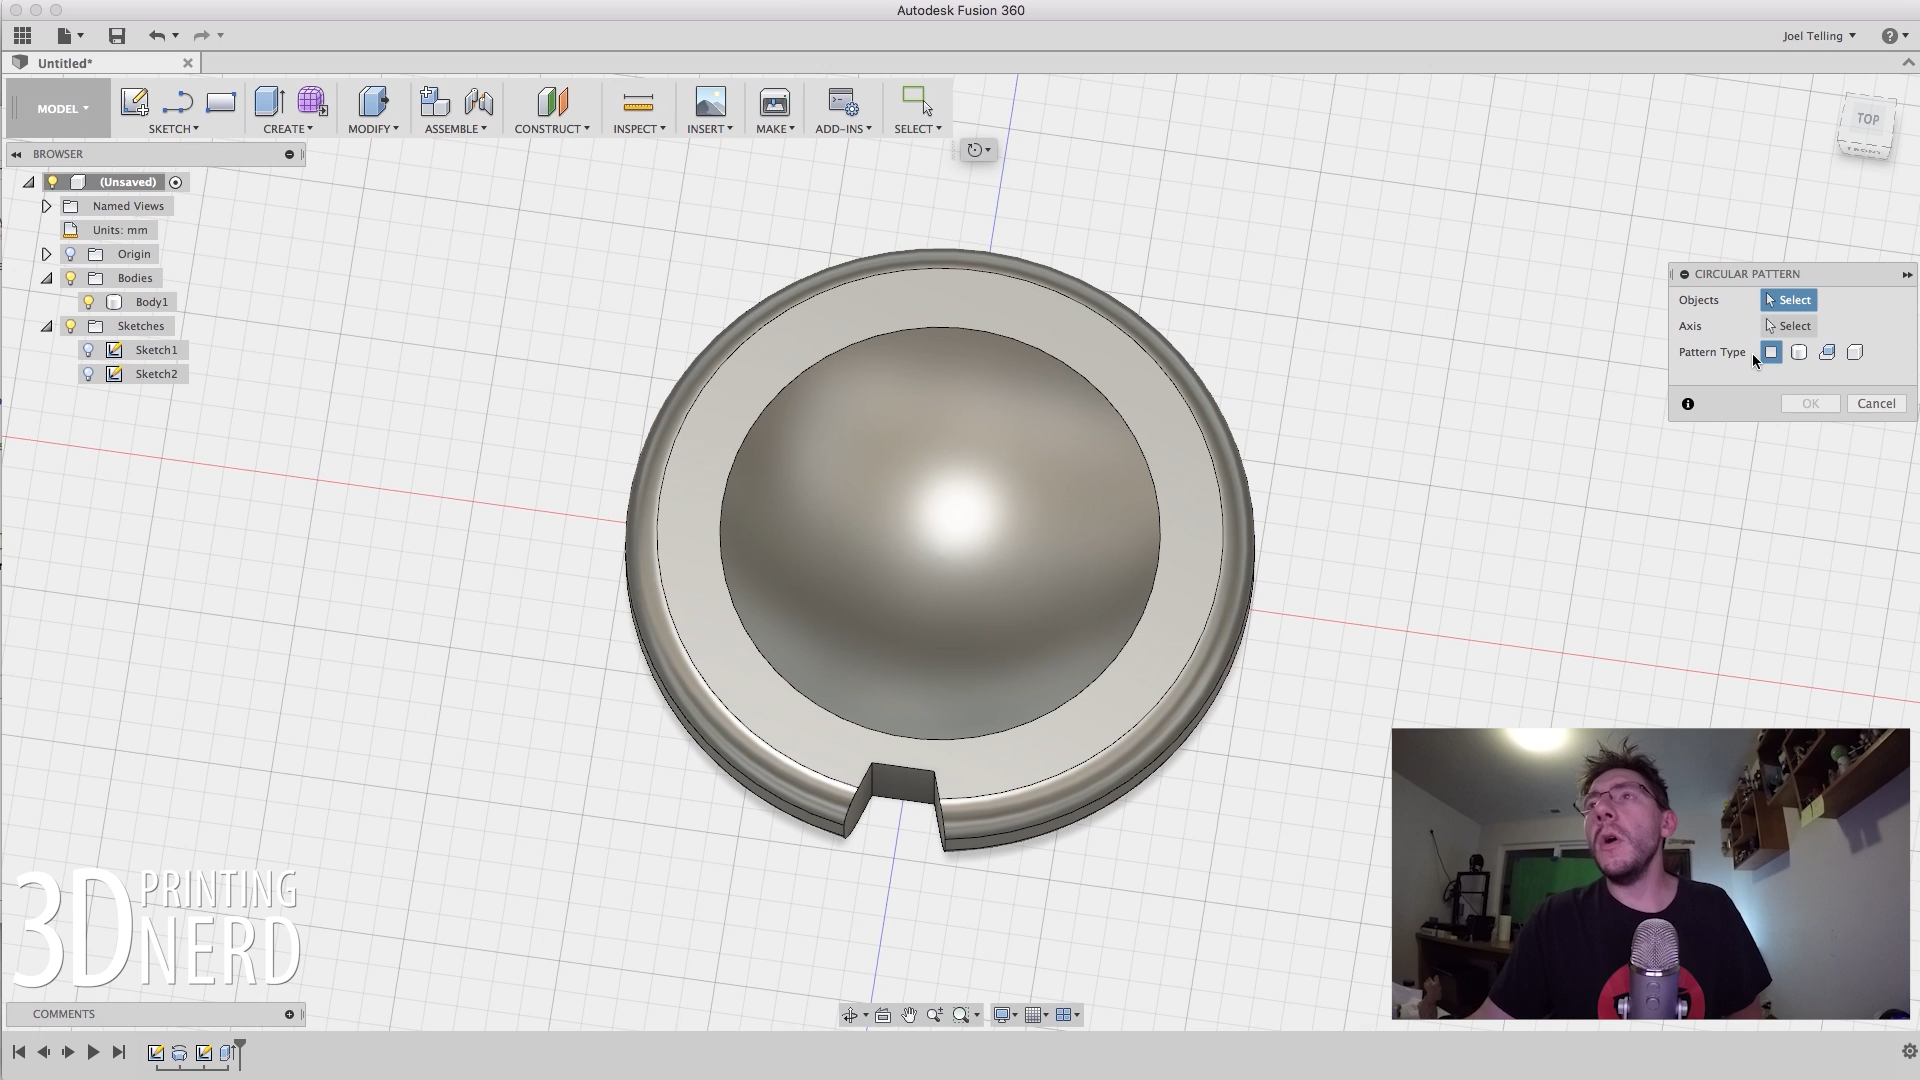 Autodesk Fusion 360
Joel Telling
Untitled*
MODEL
SKETCH
CREATE
MODIFY
ASSEMBLE
CONSTRUCT
INSPECT
INSERT
MAKE
ADD-INS
SELECT
TOP
FRONT
BROWSER
(Unsaved)
Named Views
Units: mm
Origin
Bodies
Body1
Sketches
Sketch1
Sketch2
CIRCULAR PATTERN
Objects Select
Axis Select
Pattern Type
OK Cancel
3D PRINTING
NERD
COMMENTS